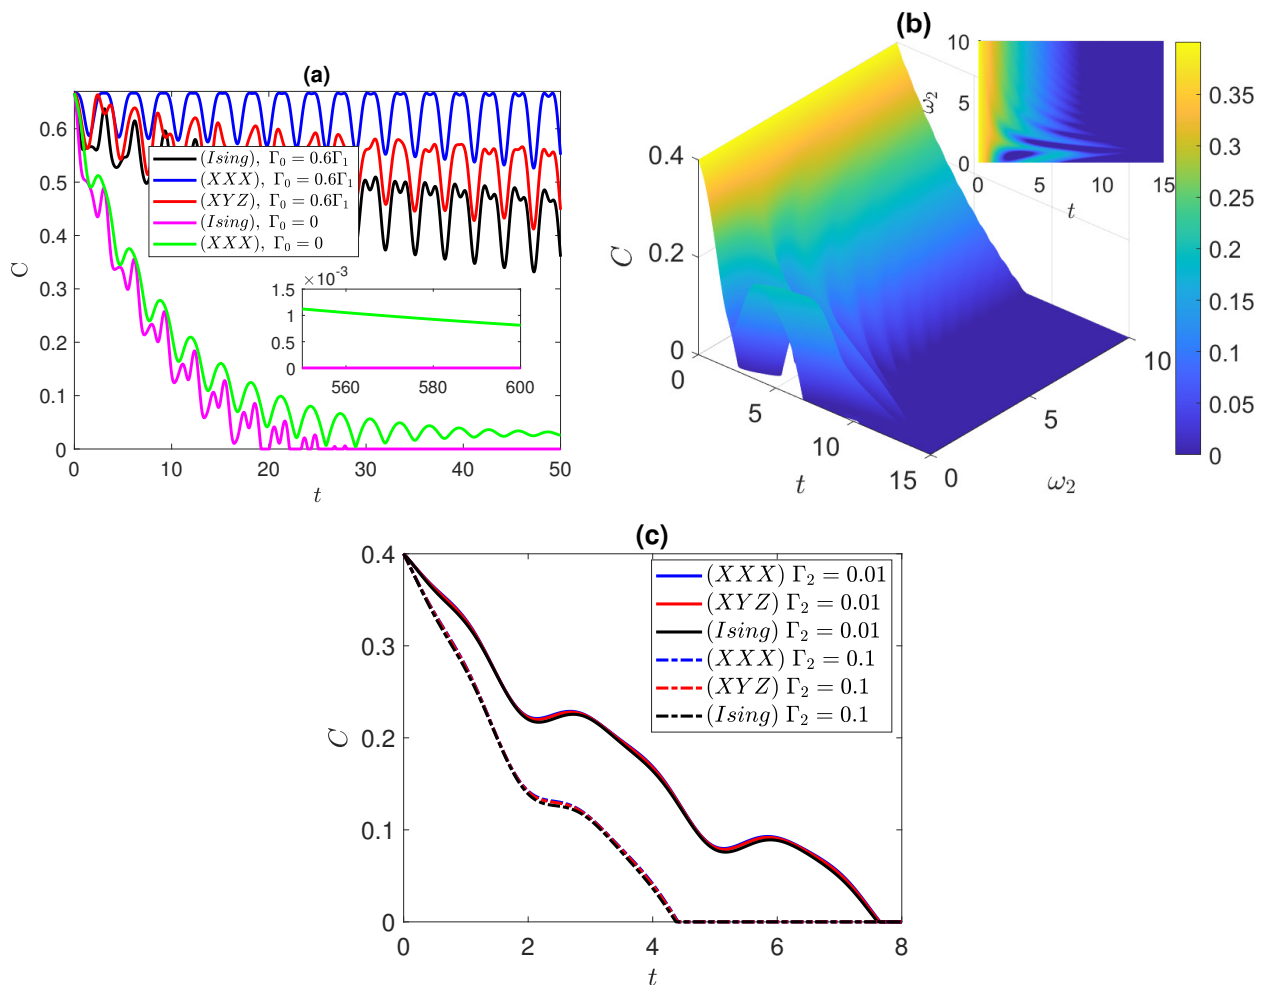 (a)
0.6
0.5
0.4
0.3
0.2
0.1
0
C
0 10 20 30 40 50
t
(Ising), Γ₀ = 0.6Γ₁
(XXX), Γ₀ = 0.6Γ₁
(XYZ), Γ₀ = 0.6Γ₁
(Ising), Γ₀ = 0
(XXX), Γ₀ = 0
×10⁻³
1.5
1
0.5
0
560 580 600
(b)
0.4
0.2
0
C
0 5 10 15
t
0 5 10
ω₂
10
5
0
ω₂
0 5 10 15
t
0.35
0.3
0.25
0.2
0.15
0.1
0.05
0
(c)
0.4
0.3
0.2
0.1
0
C
0 2 4 6 8
t
(XXX) Γ₂ = 0.01
(XYZ) Γ₂ = 0.01
(Ising) Γ₂ = 0.01
(XXX) Γ₂ = 0.1
(XYZ) Γ₂ = 0.1
(Ising) Γ₂ = 0.1